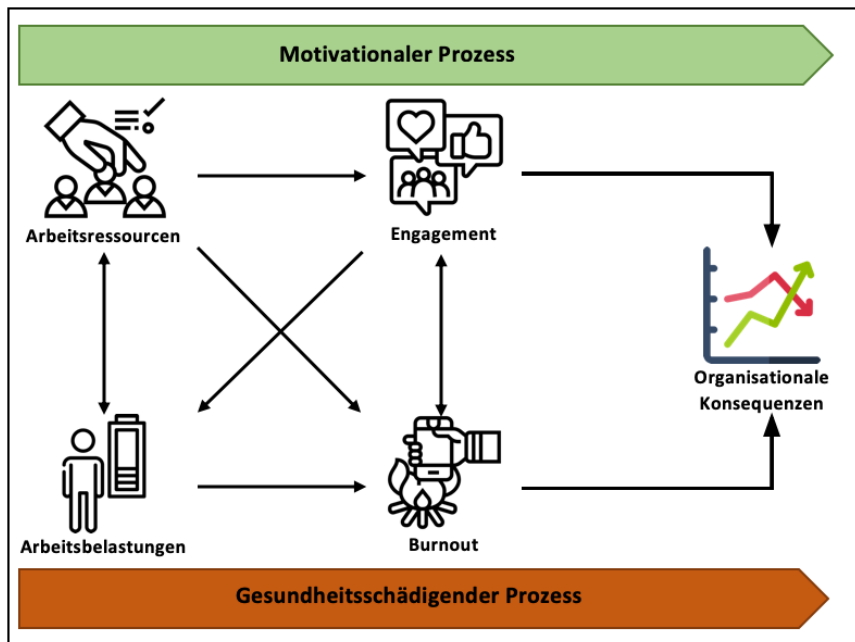 Motivationaler Prozess
Arbeitsressourcen
Engagement
Organisationale
Konsequenzen
Arbeitsbelastungen
Burnout
Gesundheitsschädigender Prozess